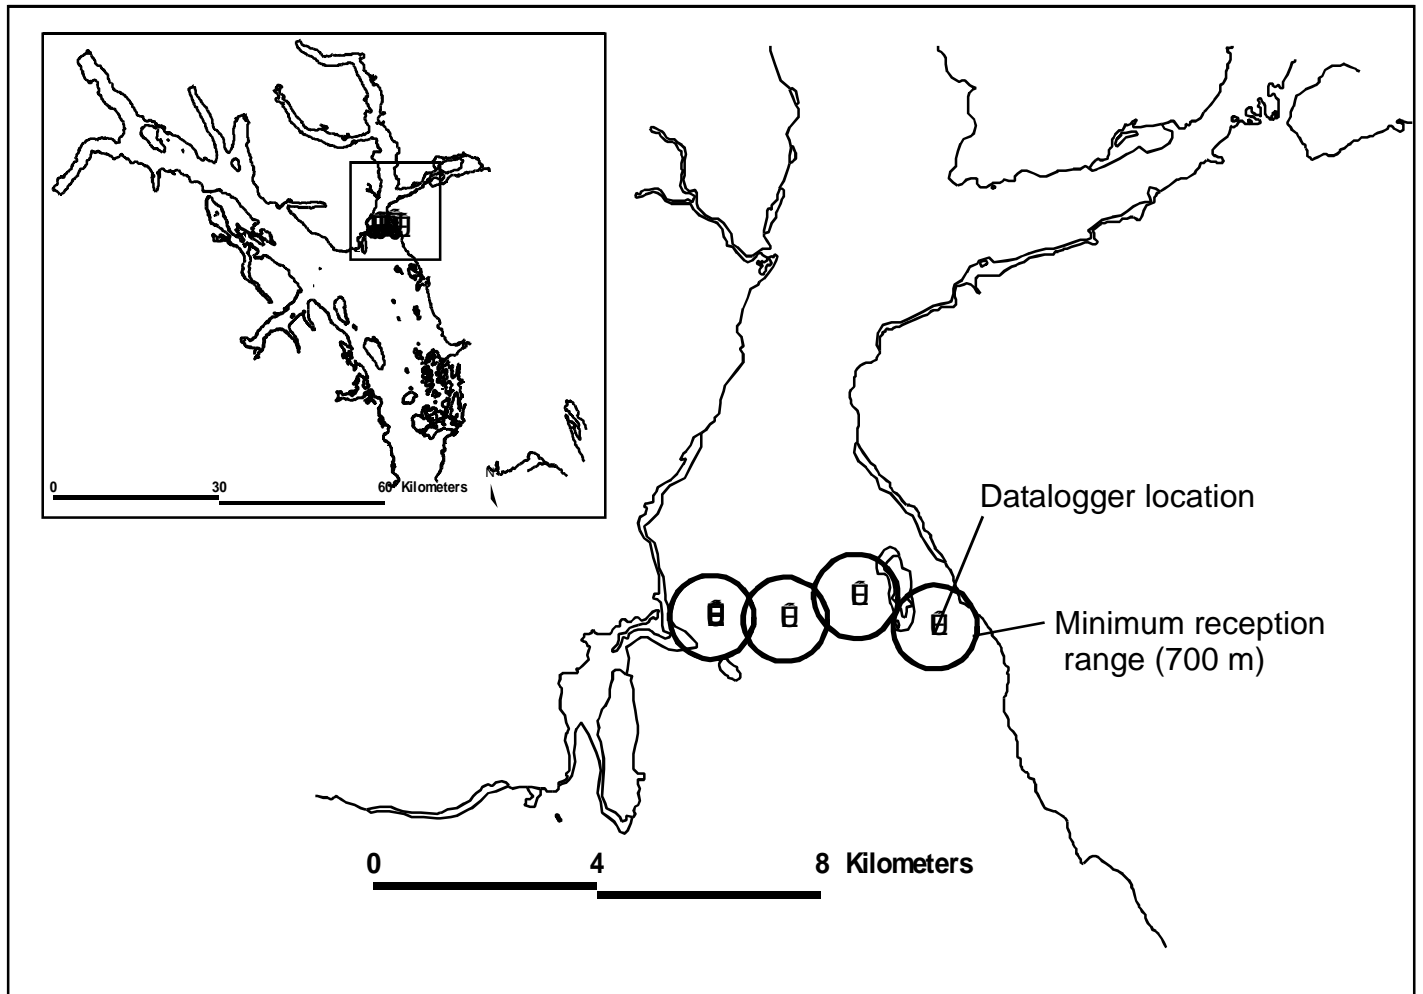 0 30 60 Kilometers
N
Datalogger location
Minimum reception
range (700 m)
0 4 8 Kilometers